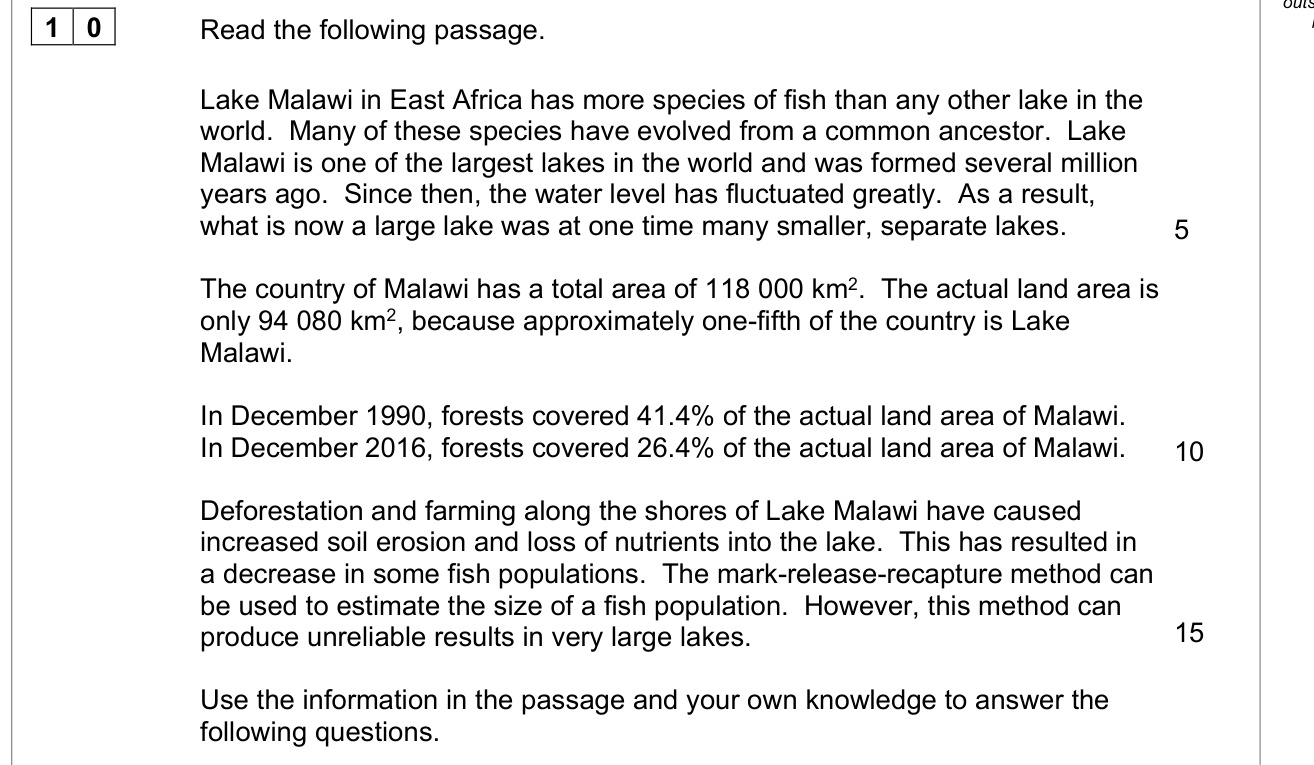 outs
1 0 Read the following passage.
Lake Malawi in East Africa has more species of fish than any other lake in the
world. Many of these species have evolved from a common ancestor. Lake
Malawi is one of the largest lakes in the world and was formed several million
years ago. Since then, the water level has fluctuated greatly. As a result,
what is now a large lake was at one time many smaller, separate lakes. 5
The country of Malawi has a total area of 118 000 km². The actual land area is
only 94 080 km², because approximately one-fifth of the country is Lake
Malawi.
In December 1990, forests covered 41.4% of the actual land area of Malawi.
In December 2016, forests covered 26.4% of the actual land area of Malawi. 10
Deforestation and farming along the shores of Lake Malawi have caused
increased soil erosion and loss of nutrients into the lake. This has resulted in
a decrease in some fish populations. The mark-release-recapture method can
be used to estimate the size of a fish population. However, this method can
produce unreliable results in very large lakes. 15
Use the information in the passage and your own knowledge to answer the
following questions.